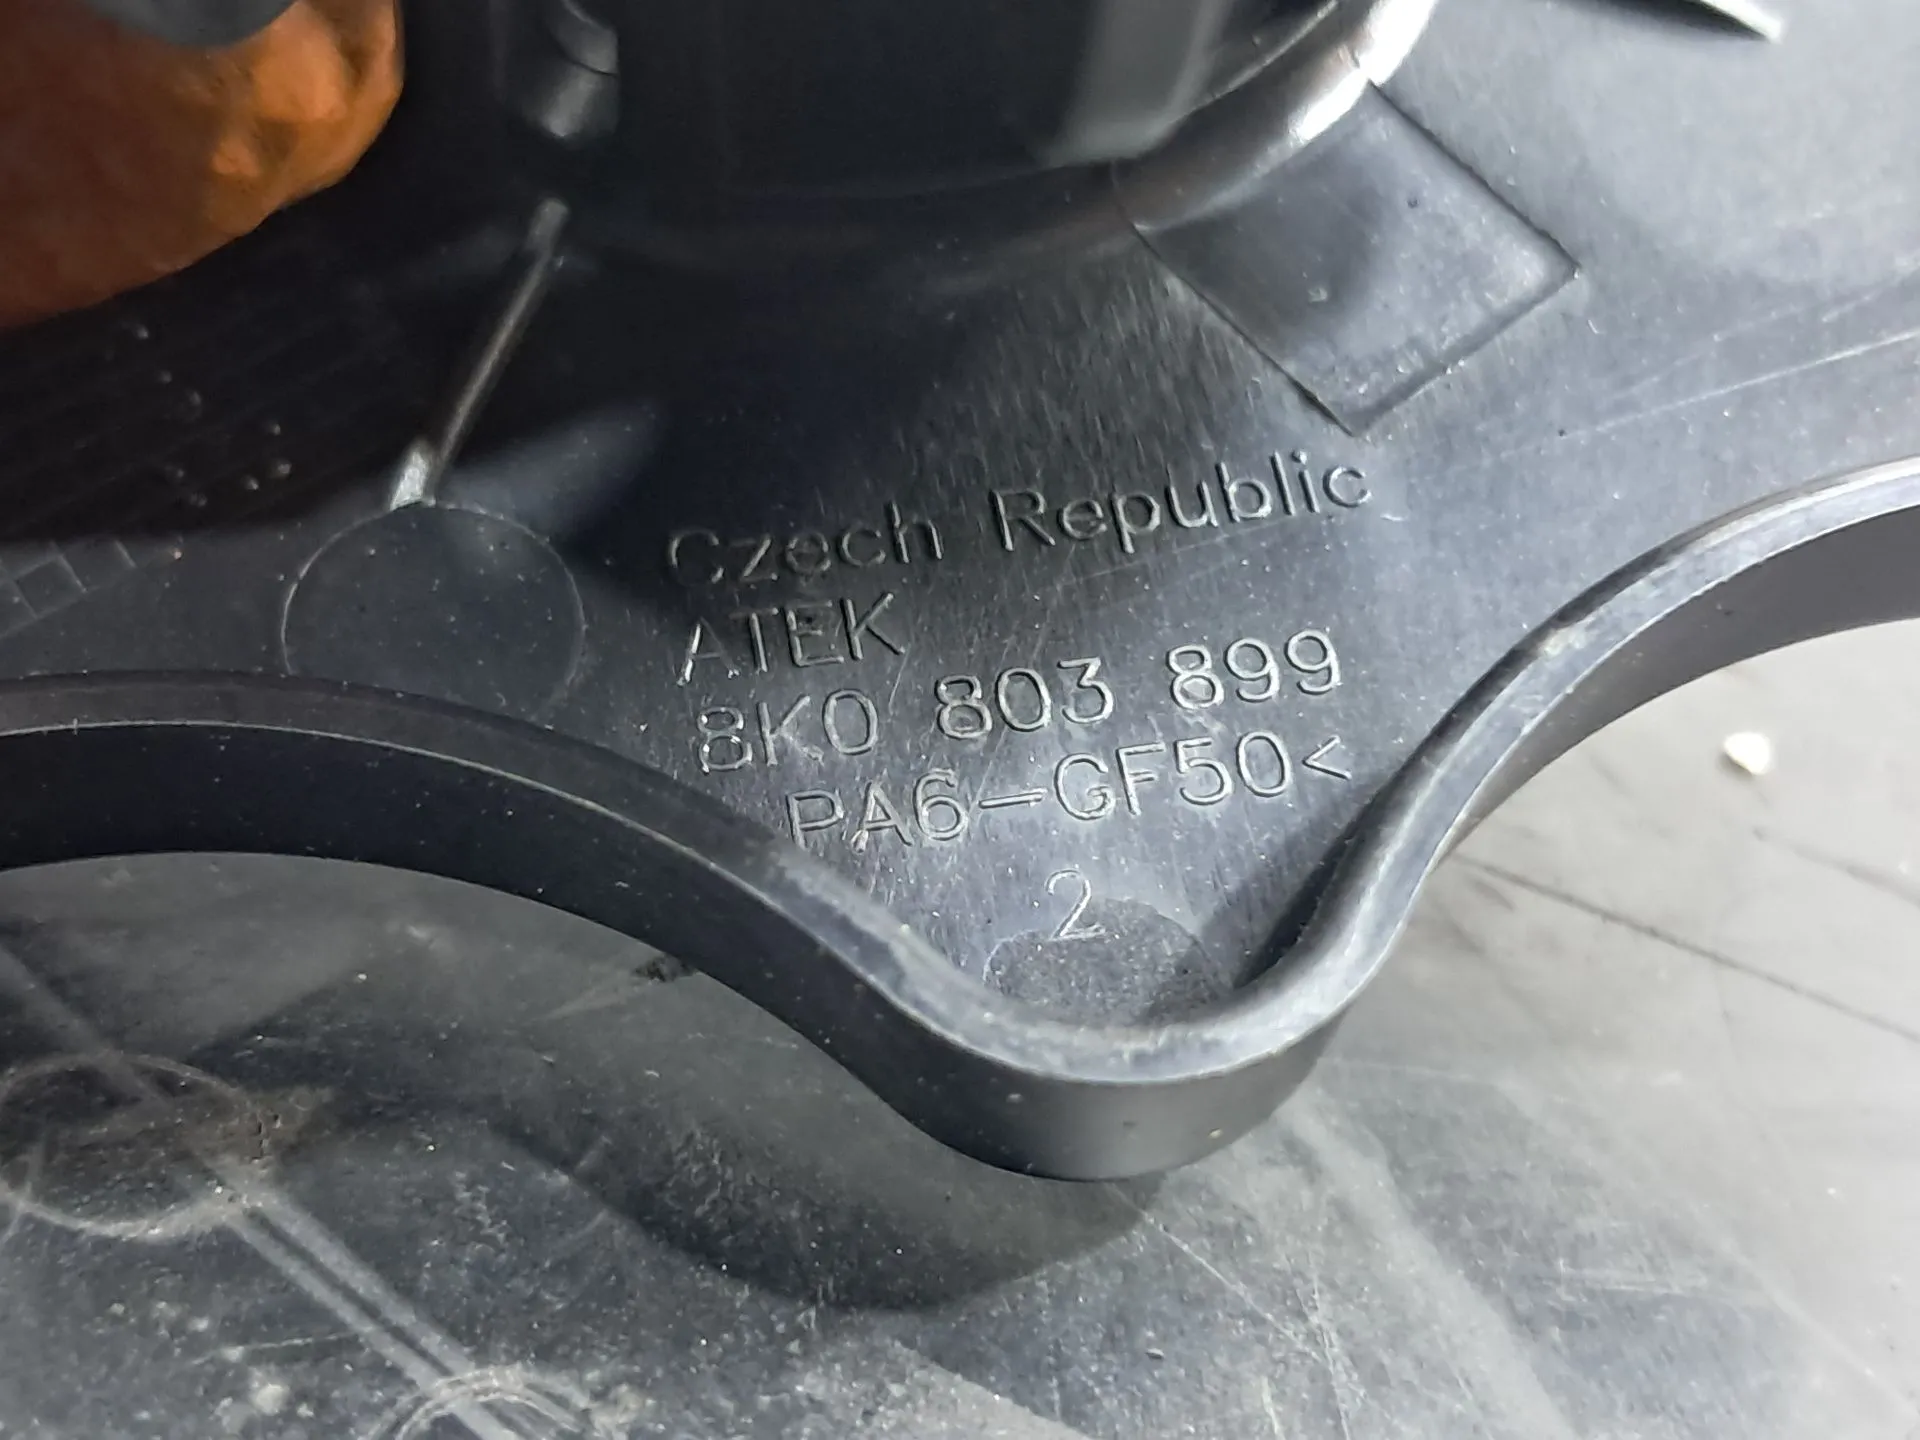 Czech Republic
ATEK
8K0 803 899
PA6-GF50<
2